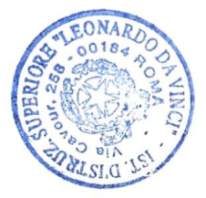 IST. D'ISTRUZ. SUPERIORE "LEONARDO DA VINCI" -
Via Cavour, 258 - 00184 ROMA